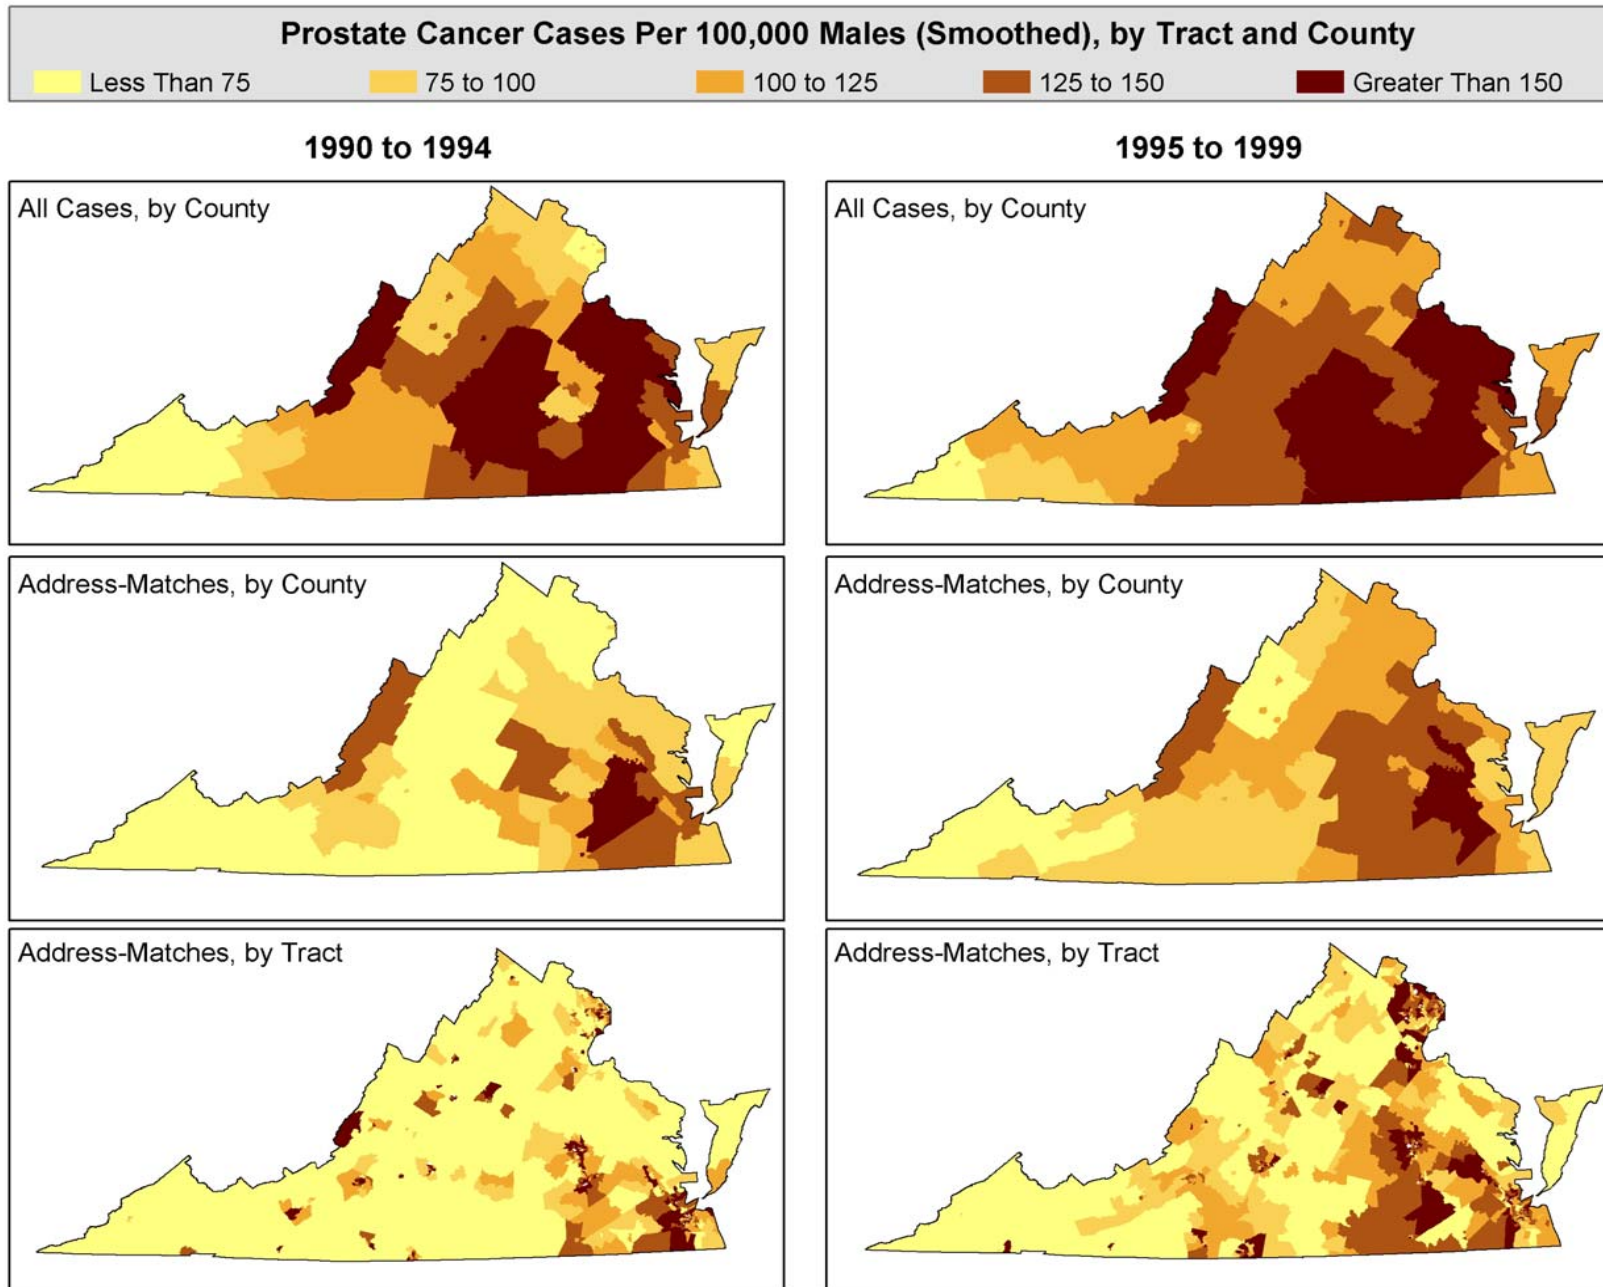 Prostate Cancer Cases Per 100,000 Males (Smoothed), by Tract and County
Less Than 75 75 to 100 100 to 125 125 to 150 Greater Than 150
1990 to 1994 1995 to 1999
All Cases, by County All Cases, by County
Address-Matches, by County Address-Matches, by County
Address-Matches, by Tract Address-Matches, by Tract